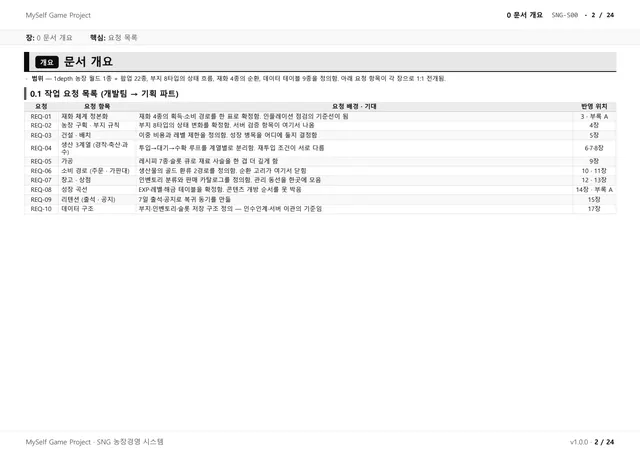 MySelf Game Project
0 문서 개요 SNG-S00 · 2 / 24
장: 0 문서 개요 핵심: 요청 목록
개요 문서 개요
· 범위 — 1depth 농장 월드 1종 + 팝업 22종, 부지 8타입의 상태 흐름, 재화 4종의 순환, 데이터 테이블 9종을 정의함. 아래 요청 항목이 각 장으로 1:1 전개됨.
0.1 작업 요청 목록 (개발팀 → 기획 파트)
요청 요청 항목 요청 배경 · 기대 반영 위치
REQ-01 재화 체계 정본화 재화 4종의 획득·소비 경로를 한 표로 확정함. 인플레이션 점검의 기준선이 됨 3 · 부록 A
REQ-02 농장 구획 · 부지 규칙 부지 8타입의 상태 변화를 확정함. 서버 검증 항목이 여기서 나옴 4장
REQ-03 건설 · 배치 이중 비용과 레벨 제한을 정의함. 성장 병목을 어디에 둘지 결정함 5장
REQ-04 생산 3계열 (경작·축산·과수) 투입→대기→수확 루프를 계열별로 분리함. 재투입 조건이 서로 다름 6·7·8장
REQ-05 가공 레시피 7종·슬롯 큐로 재료 사슬을 한 겹 더 깊게 함 9장
REQ-06 소비 경로 (주문 · 가판대) 생산물의 골드 환류 2경로를 정의함. 순환 고리가 여기서 닫힘 10 · 11장
REQ-07 창고 · 상점 인벤토리 분류와 판매 카탈로그를 정의함. 관리 동선을 한곳에 모음 12 · 13장
REQ-08 성장 곡선 EXP·레벨·해금 테이블을 확정함. 콘텐츠 개방 순서를 못 박음 14장 · 부록 A
REQ-09 리텐션 (출석 · 공지) 7일 출석·공지로 복귀 동기를 만듦 15장
REQ-10 데이터 구조 부지·인벤토리·슬롯 저장 구조 정의 — 인수인계·서버 이관의 기준임 17장
MySelf Game Project · SNG 농장경영 시스템
v1.0.0 · 2 / 24